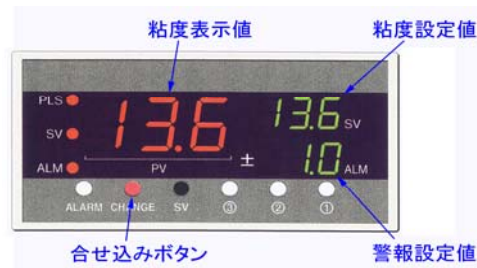 粘度表示値 粘度設定値
PLS
13.6 13.6 SV
SV
± 1.0 ALM
ALM PV
ALARM CHANGE SV ③ ② ①
合せ込みボタン 警報設定値